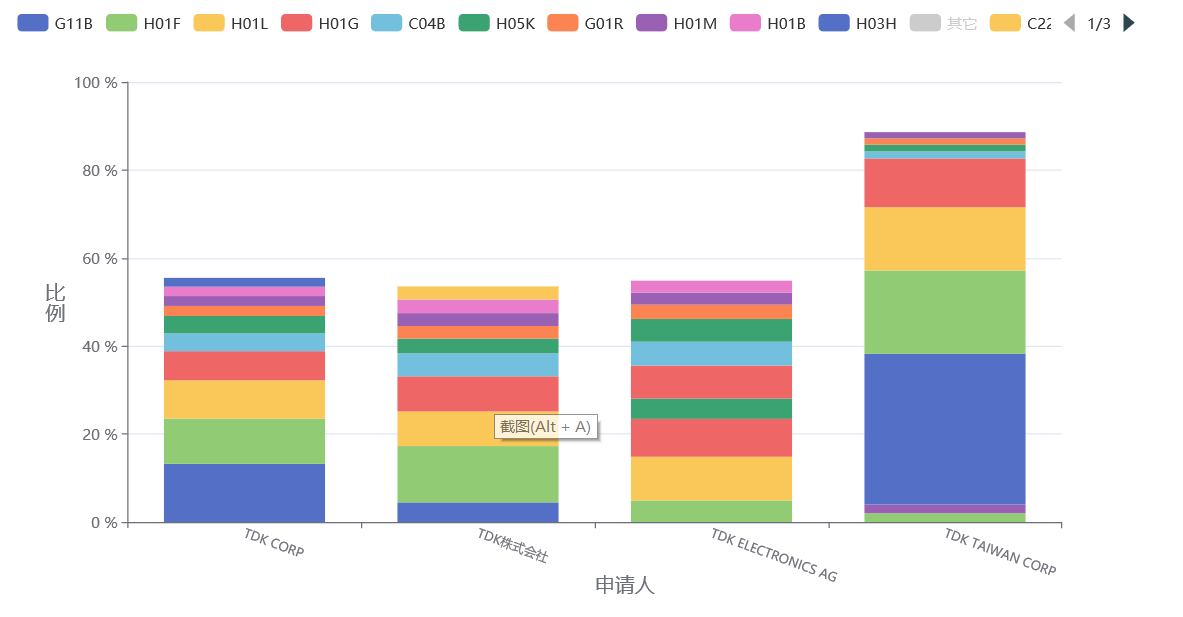 G11B H01F H01L H01G C04B H05K G01R H01M H01B H03H 其它 C22 1/3
100 %
80 %
60 %
40 %
20 %
0 %
比例
截图(Alt + A)
TDK CORP TDK株式会社 TDK ELECTRONICS AG TDK TAIWAN CORP
申请人